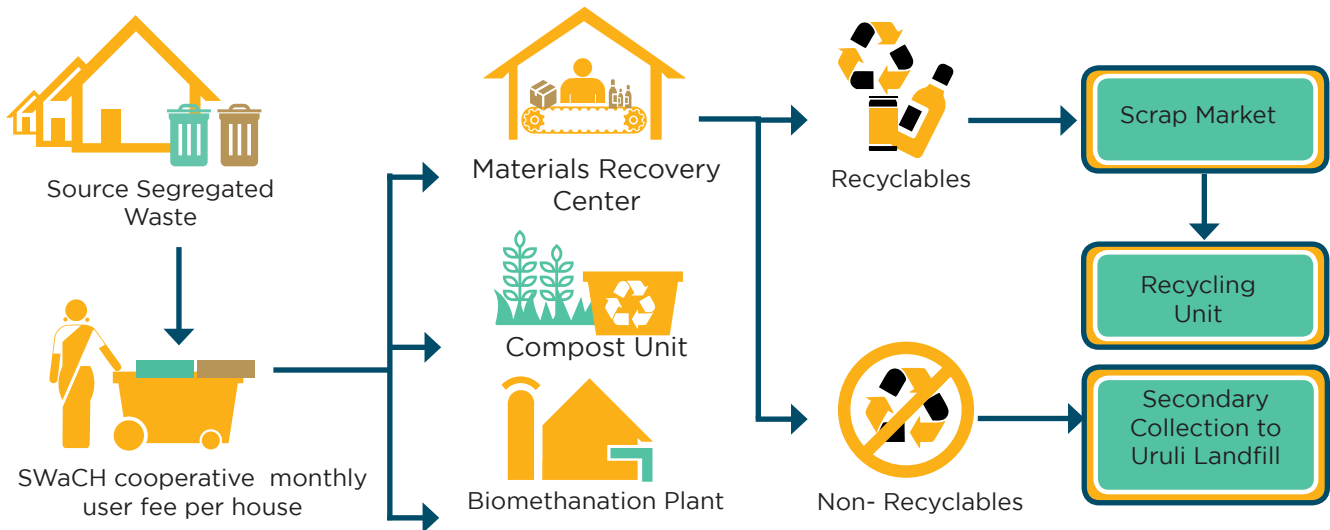 Source Segregated
Waste
SWaCH cooperative monthly
user fee per house
Materials Recovery
Center
Compost Unit
Biomethanation Plant
Recyclables
Non- Recyclables
Scrap Market
Recycling
Unit
Secondary
Collection to
Uruli Landfill